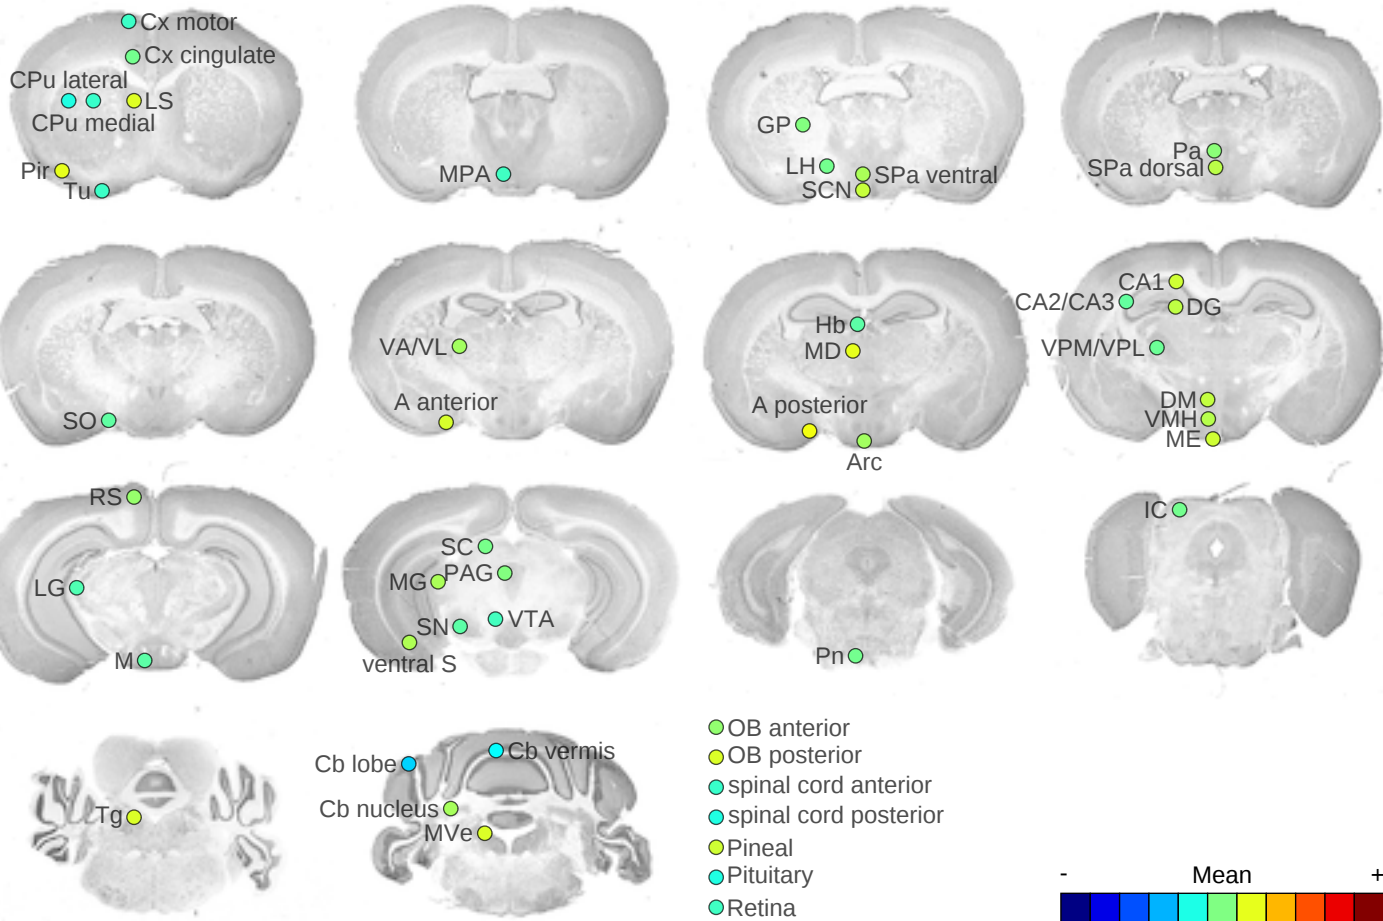 Cx motor
Cx cingulate
CPu lateral
LS
CPu medial
Pir
Tu
MPA
GP
LH
SPa ventral
SCN
Pa
SPa dorsal
SO
VA/VL
A anterior
Hb
MD
A posterior
Arc
CA1
CA2/CA3
DG
VPM/VPL
DM
VMH
ME
RS
LG
M
SC
PAG
MG
VTA
SN
ventral S
Pn
IC
Tg
Cb vermis
Cb lobe
Cb nucleus
MVe
OB anterior
OB posterior
spinal cord anterior
spinal cord posterior
Pineal
Pituitary
Retina
- Mean +